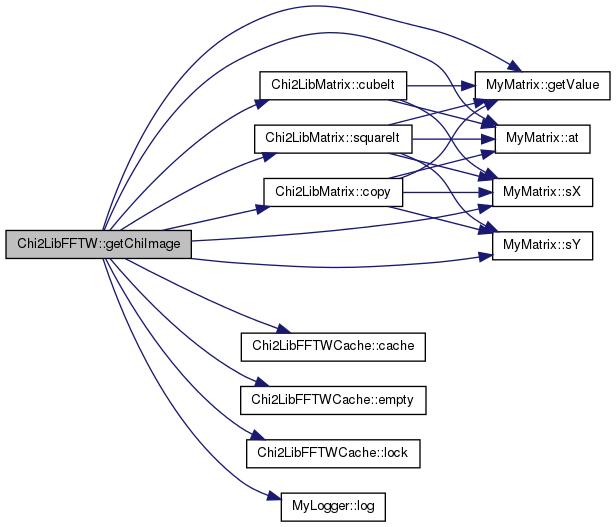 Chi2LibFFTW::getChiImage
Chi2LibMatrix::cubeIt
Chi2LibMatrix::squareIt
Chi2LibMatrix::copy
MyMatrix::getValue
MyMatrix::at
MyMatrix::sX
MyMatrix::sY
Chi2LibFFTWCache::cache
Chi2LibFFTWCache::empty
Chi2LibFFTWCache::lock
MyLogger::log